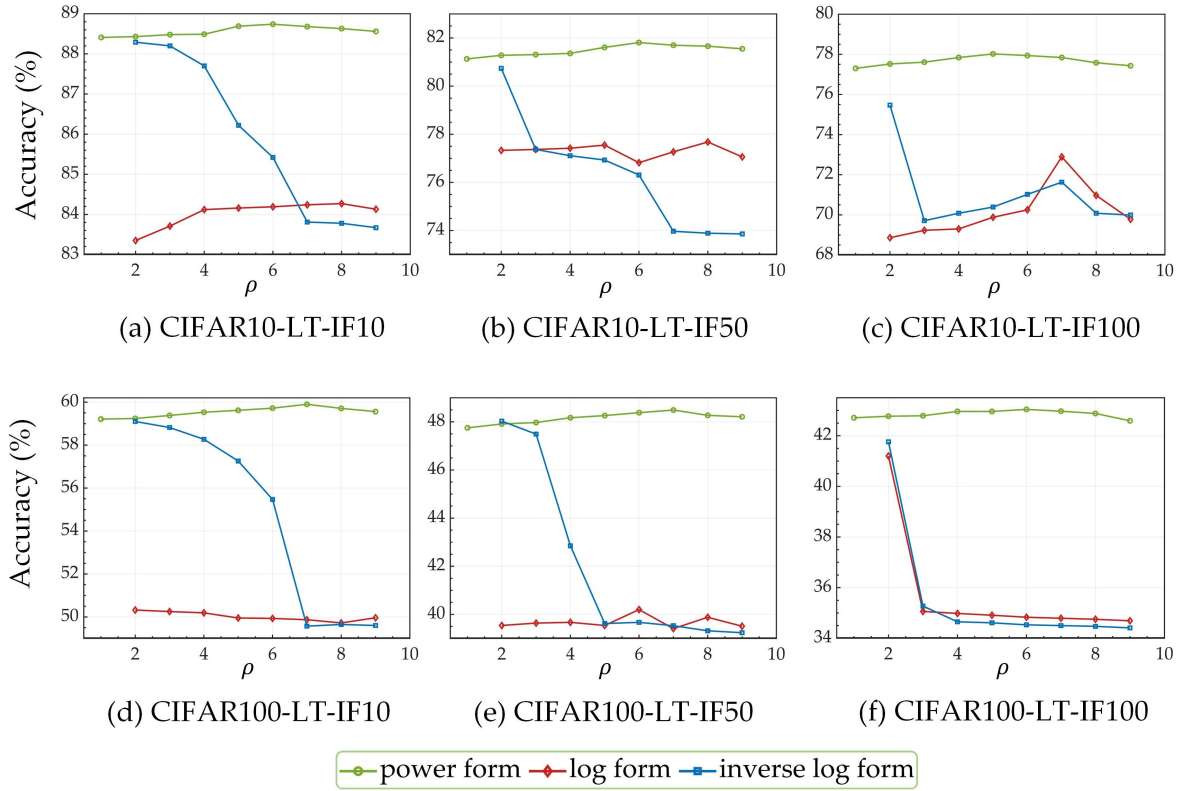 89
88
87
86
85
84
83
2 4 6 8 10
Accuracy (%)
ρ
(a) CIFAR10-LT-IF10
82
80
78
76
74
2 4 6 8 10
ρ
(b) CIFAR10-LT-IF50
80
78
76
74
72
70
68
2 4 6 8 10
ρ
(c) CIFAR10-LT-IF100
60
58
56
54
52
50
2 4 6 8 10
Accuracy (%)
ρ
(d) CIFAR100-LT-IF10
48
46
44
42
40
2 4 6 8 10
ρ
(e) CIFAR100-LT-IF50
42
40
38
35
34
2 4 6 8 10
ρ
(f) CIFAR100-LT-IF100
power form log form inverse log form